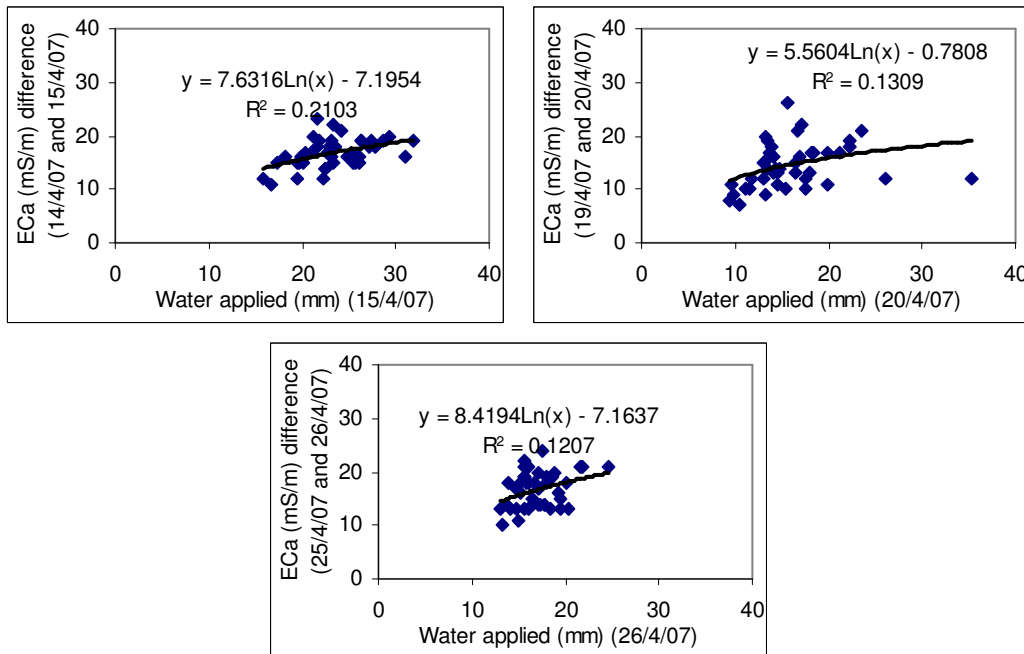 ECa (mS/m) difference
(14/4/07 and 15/4/07)
40
30
20
10
0
y = 7.6316Ln(x) - 7.1954
R² = 0.2103
0 10 20 30 40
Water applied (mm) (15/4/07)
ECa (mS/m) difference
(19/4/07 and 20/4/07)
40
30
20
10
0
y = 5.5604Ln(x) - 0.7808
R² = 0.1309
0 10 20 30 40
Water applied (mm) (20/4/07)
ECa (mS/m) difference
(25/4/07 and 26/4/07)
40
30
20
10
0
y = 8.4194Ln(x) - 7.1637
R² = 0.1207
0 10 20 30 40
Water applied (mm) (26/4/07)